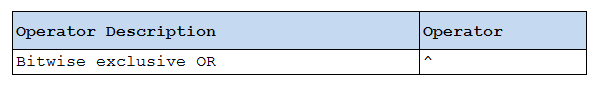 Operator Description Operator
Bitwise exclusive OR ^